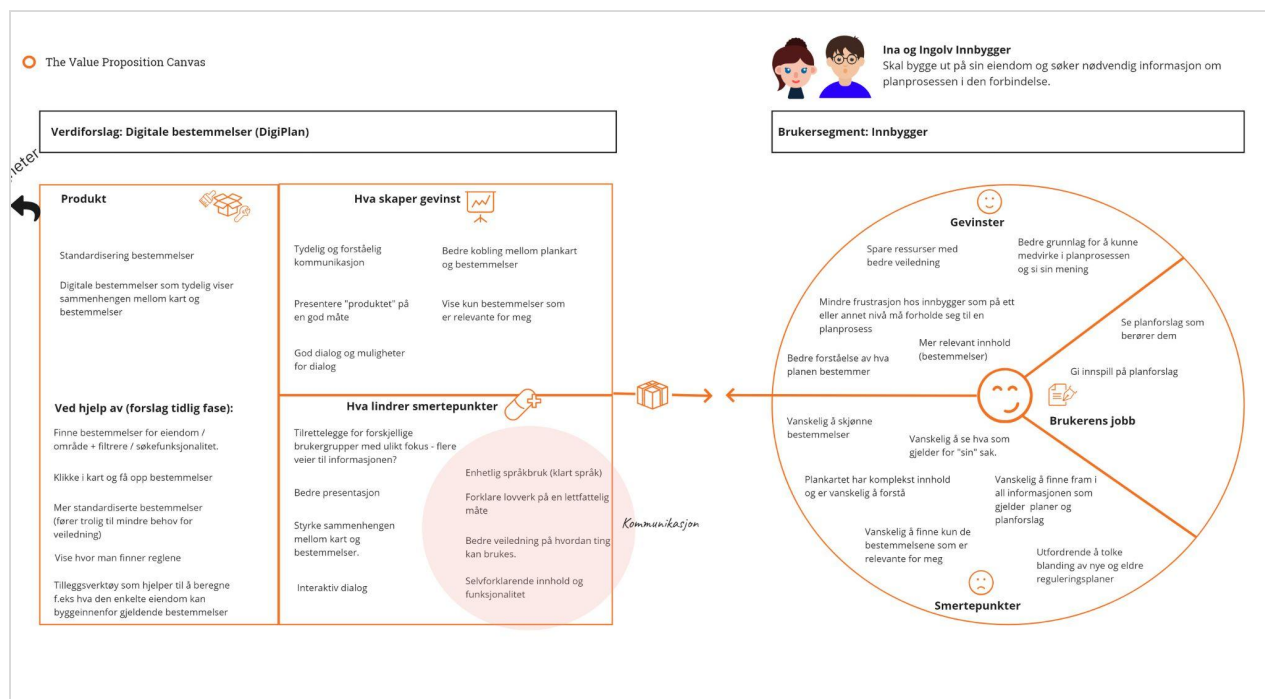 The Value Proposition Canvas
Ina og Ingolv Innbygger
Skal bygge ut på sin eiendom og søker nødvendig informasjon om
planprosessen i den forbindelse.
Verdiforslag: Digitale bestemmelser (DigiPlan)
Brukersegment: Innbygger
Produkt
Standardisering bestemmelser
Digitale bestemmelser som tydelig viser
sammenhengen mellom kart og
bestemmelser
Hva skaper gevinst
Tydelig og forståelig
kommunikasjon
Bedre kobling mellom plankart
og bestemmelser
Presentere "produktet" på
en god måte
Vise kun bestemmelser som
er relevante for meg
God dialog og muligheter
for dialog
Ved hjelp av (forslag tidlig fase):
Finne bestemmelser for eiendom /
område + filtrere / søkefunksjonalitet.
Klikke i kart og få opp bestemmelser
Mer standardiserte bestemmelser
(fører trolig til mindre behov for
veiledning)
Vise hvor man finner reglene
Tilleggsverktøy som hjelper til å beregne
f.eks hva den enkelte eiendom kan
byggeinnenfor gjeldende bestemmelser
Hva lindrer smertepunkter
Tilrettelegge for forskjellige
brukergrupper med ulikt fokus - flere
veier til informasjonen?
Bedre presentasjon
Styrke sammenhengen
mellom kart og
bestemmelser.
Interaktiv dialog
Enhetlig språkbruk (klart språk)
Forklare lovverk på en lettfattelig
måte
Bedre veiledning på hvordan ting
kan brukes.
Selvforklarende innhold og
funksjonalitet
Kommunikasjon
Gevinster
Spare ressurser med
bedre veiledning
Bedre grunnlag for å kunne
medvirke i planprosessen
og si sin mening
Mindre frustrasjon hos innbygger som på ett
eller annet nivå må forholde seg til en
planprosess
Mer relevant innhold
(bestemmelser)
Bedre forståelse av hva
planen bestemmer
Se planforslag som
berører dem
Gi innspill på planforslag
Brukerens jobb
Vanskelig å skjønne
bestemmelser
Vanskelig å se hva som
gjelder for "sin" sak.
Plankartet har komplekst innhold
og er vanskelig å forstå
Vanskelig å finne fram i
all informasjonen som
gjelder planer og
planforslag
Vanskelig å finne kun de
bestemmelsene som er
relevante for meg
Utfordrende å tolke
blanding av nye og eldre
reguleringsplaner
Smertepunkter